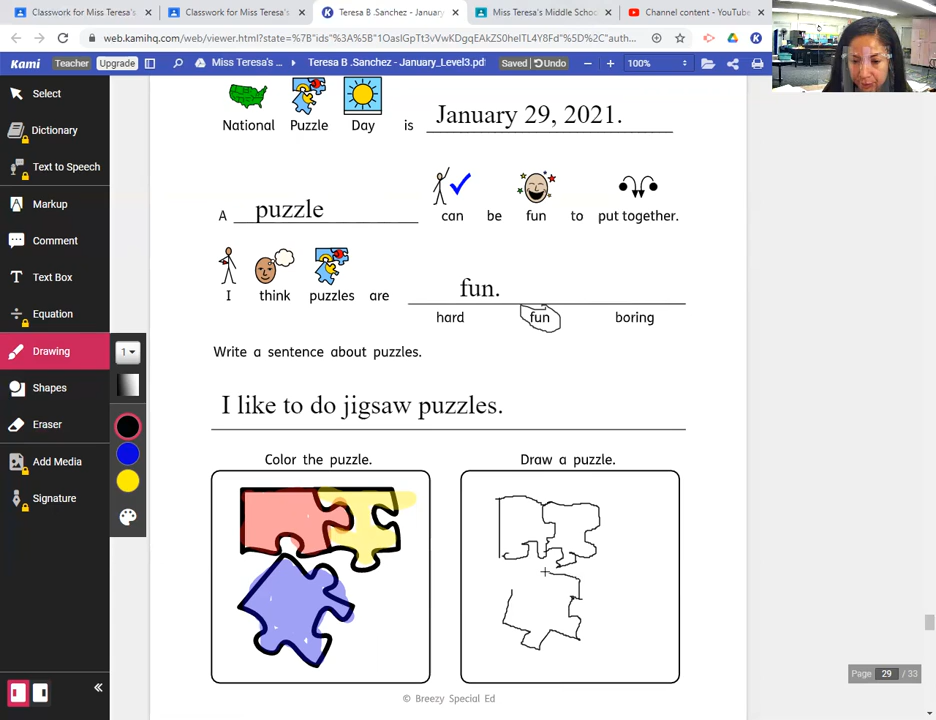 Classwork for Miss Teresa's
Classwork for Miss Teresa's
Teresa B .Sanchez - January
Miss Teresa's Middle Schoo
Channel content - YouTube
web.kamihq.com/web/viewer.html?state=%7B"ids"%3A%5B"1OaslGpTt3vVwKDgqEAkZS0heITL4Y8Fd"%5D%2C"auth...
Kami Teacher Upgrade Miss Teresa's ... Teresa B .Sanchez - January_Level3.pdf Saved Undo 100%
Select
Dictionary
Text to Speech
Markup
Comment
Text Box
Equation
Drawing
Shapes
Eraser
Add Media
Signature
1
National Puzzle Day is January 29, 2021.
A puzzle can be fun to put together.
I think puzzles are fun.
hard fun boring
Write a sentence about puzzles.
I like to do jigsaw puzzles.
Color the puzzle. Draw a puzzle.
© Breezy Special Ed
Page 29 / 33